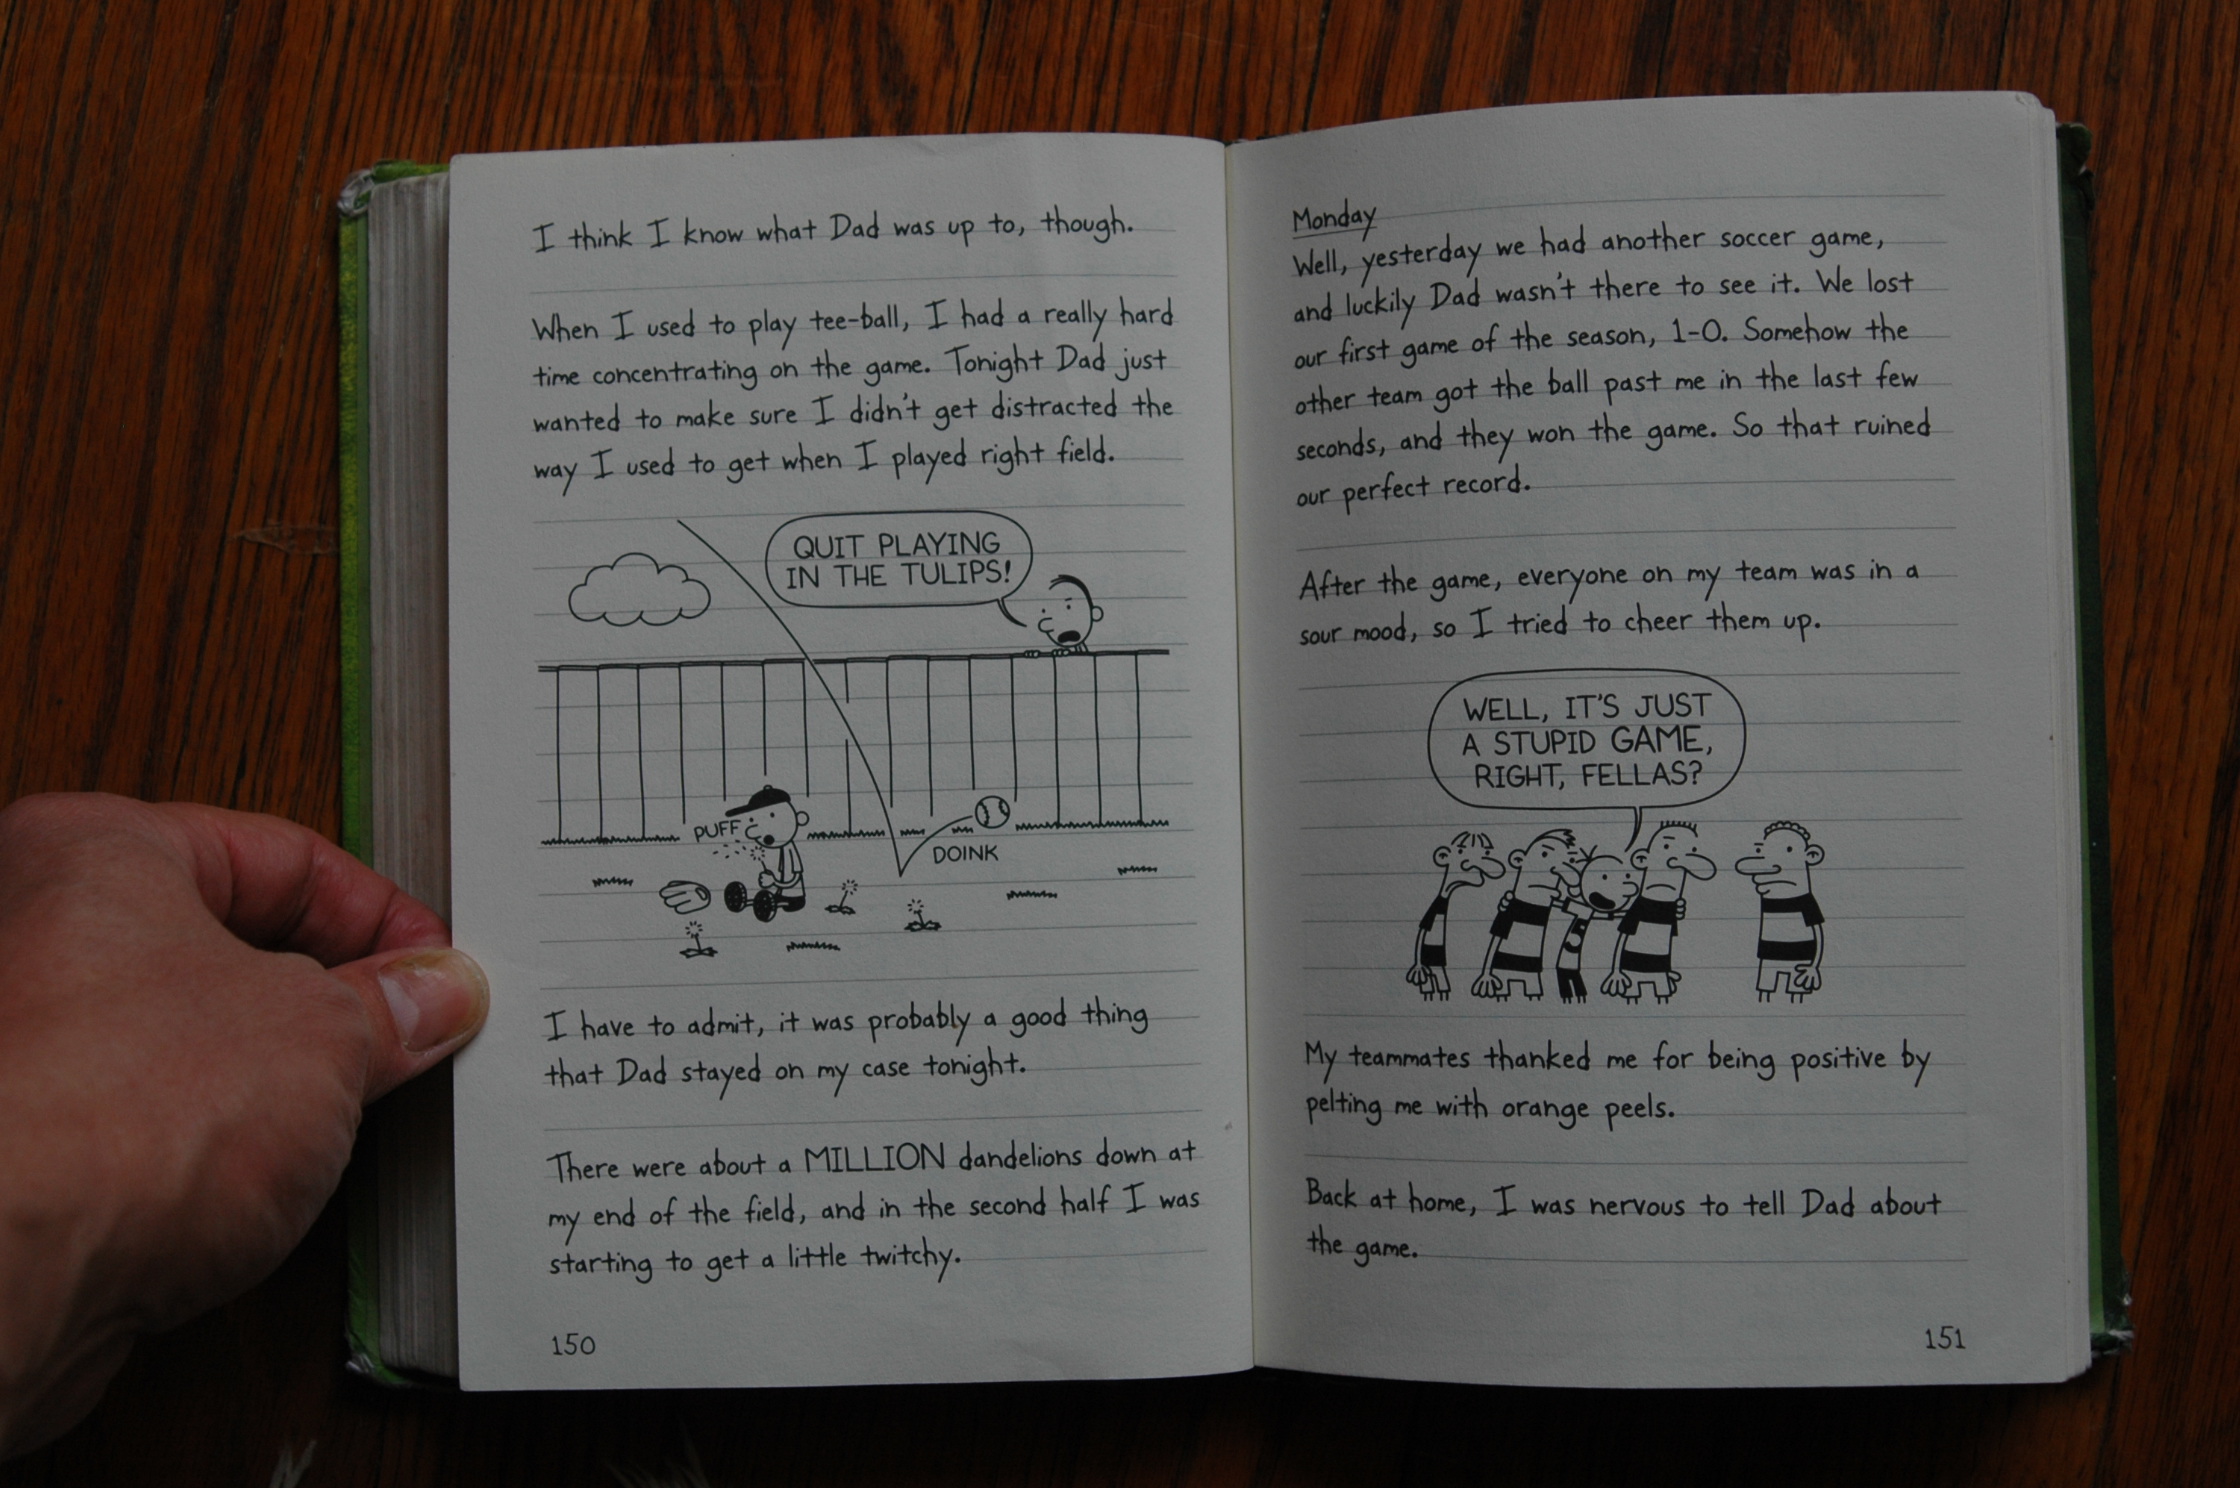 I think I know what Dad was up to, though.
When I used to play tee-ball, I had a really hard
time concentrating on the game. Tonight Dad just
wanted to make sure I didn't get distracted the
way I used to get when I played right field.
QUIT PLAYING
IN THE TULIPS!
PUFF
DOINK
I have to admit, it was probably a good thing
that Dad stayed on my case tonight.
There were about a MILLION dandelions down at
my end of the field, and in the second half I was
starting to get a little twitchy.
150
Monday
Well, yesterday we had another soccer game,
and luckily Dad wasn't there to see it. We lost
our first game of the season, 1-0. Somehow the
other team got the ball past me in the last few
seconds, and they won the game. So that ruined
our perfect record.
After the game, everyone on my team was in a
sour mood, so I tried to cheer them up.
WELL, IT'S JUST
A STUPID GAME,
RIGHT, FELLAS?
My teammates thanked me for being positive by
pelting me with orange peels.
Back at home, I was nervous to tell Dad about
the game.
151